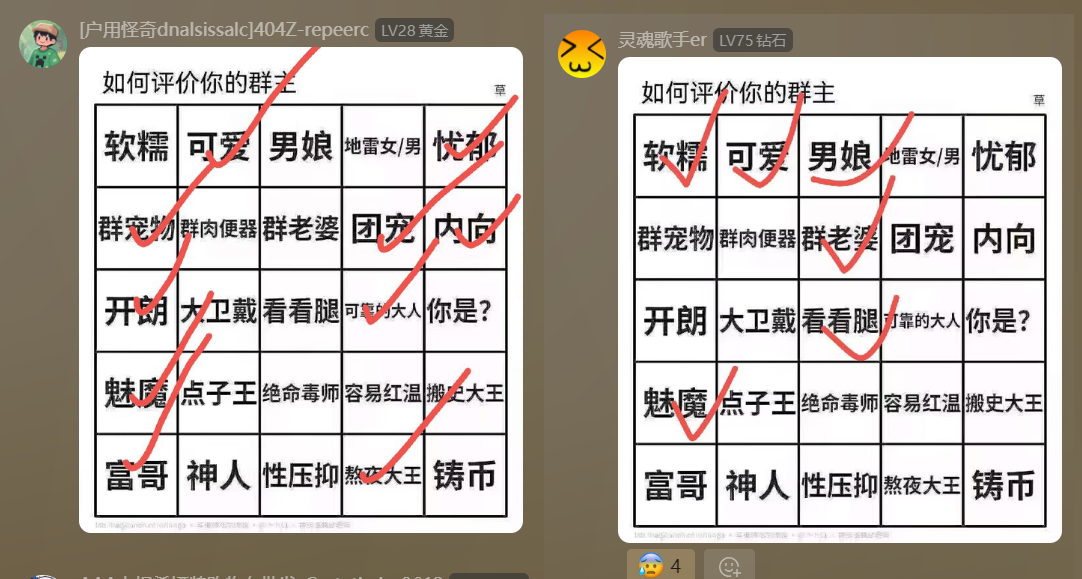 [户用怪奇dnalsissalc]404Z-repeerc LV28 黄金
如何评价你的群主
草
软糯 可爱 男娘 地雷女/男 忧郁
群宠物 群肉便器 群老婆 团宠 内向
开朗 大卫戴 看看腿 可靠的大人 你是?
魅魔 点子王 绝命毒师 容易红温 搬史大王
富哥 神人 性压抑 熬夜大王 铸币
灵魂歌手er LV75 钻石
如何评价你的群主
草
软糯 可爱 男娘 地雷女/男 忧郁
群宠物 群肉便器 群老婆 团宠 内向
开朗 大卫戴 看看腿 可靠的大人 你是?
魅魔 点子王 绝命毒师 容易红温 搬史大王
富哥 神人 性压抑 熬夜大王 铸币
4